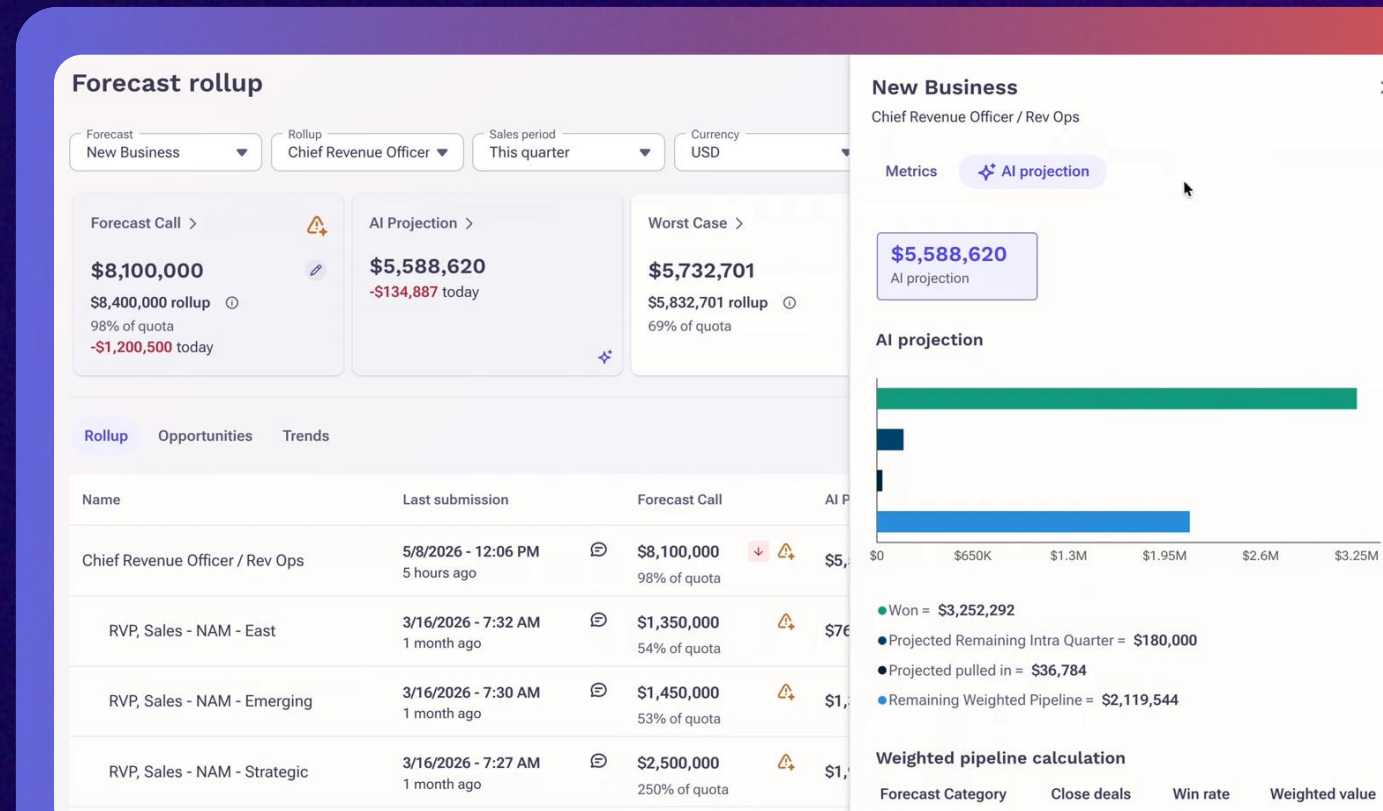 Forecast rollup
Forecast
New Business
Rollup
Chief Revenue Officer
Sales period
This quarter
Currency
USD
Forecast Call >
$8,100,000
$8,400,000 rollup
98% of quota
-$1,200,500 today
AI Projection >
$5,588,620
-$134,887 today
Worst Case >
$5,732,701
$5,832,701 rollup
69% of quota
Rollup Opportunities Trends
Name Last submission Forecast Call AI P
Chief Revenue Officer / Rev Ops 5/8/2026 - 12:06 PM $8,100,000 $5,
5 hours ago 98% of quota
RVP, Sales - NAM - East 3/16/2026 - 7:32 AM $1,350,000 $76
1 month ago 54% of quota
RVP, Sales - NAM - Emerging 3/16/2026 - 7:30 AM $1,450,000 $1,
1 month ago 53% of quota
RVP, Sales - NAM - Strategic 3/16/2026 - 7:27 AM $2,500,000 $1,
1 month ago 250% of quota
New Business
Chief Revenue Officer / Rev Ops
Metrics AI projection
$5,588,620
AI projection
AI projection
$0 $650K $1.3M $1.95M $2.6M $3.25M
Won = $3,252,292
Projected Remaining Intra Quarter = $180,000
Projected pulled in = $36,784
Remaining Weighted Pipeline = $2,119,544
Weighted pipeline calculation
Forecast Category Close deals Win rate Weighted value